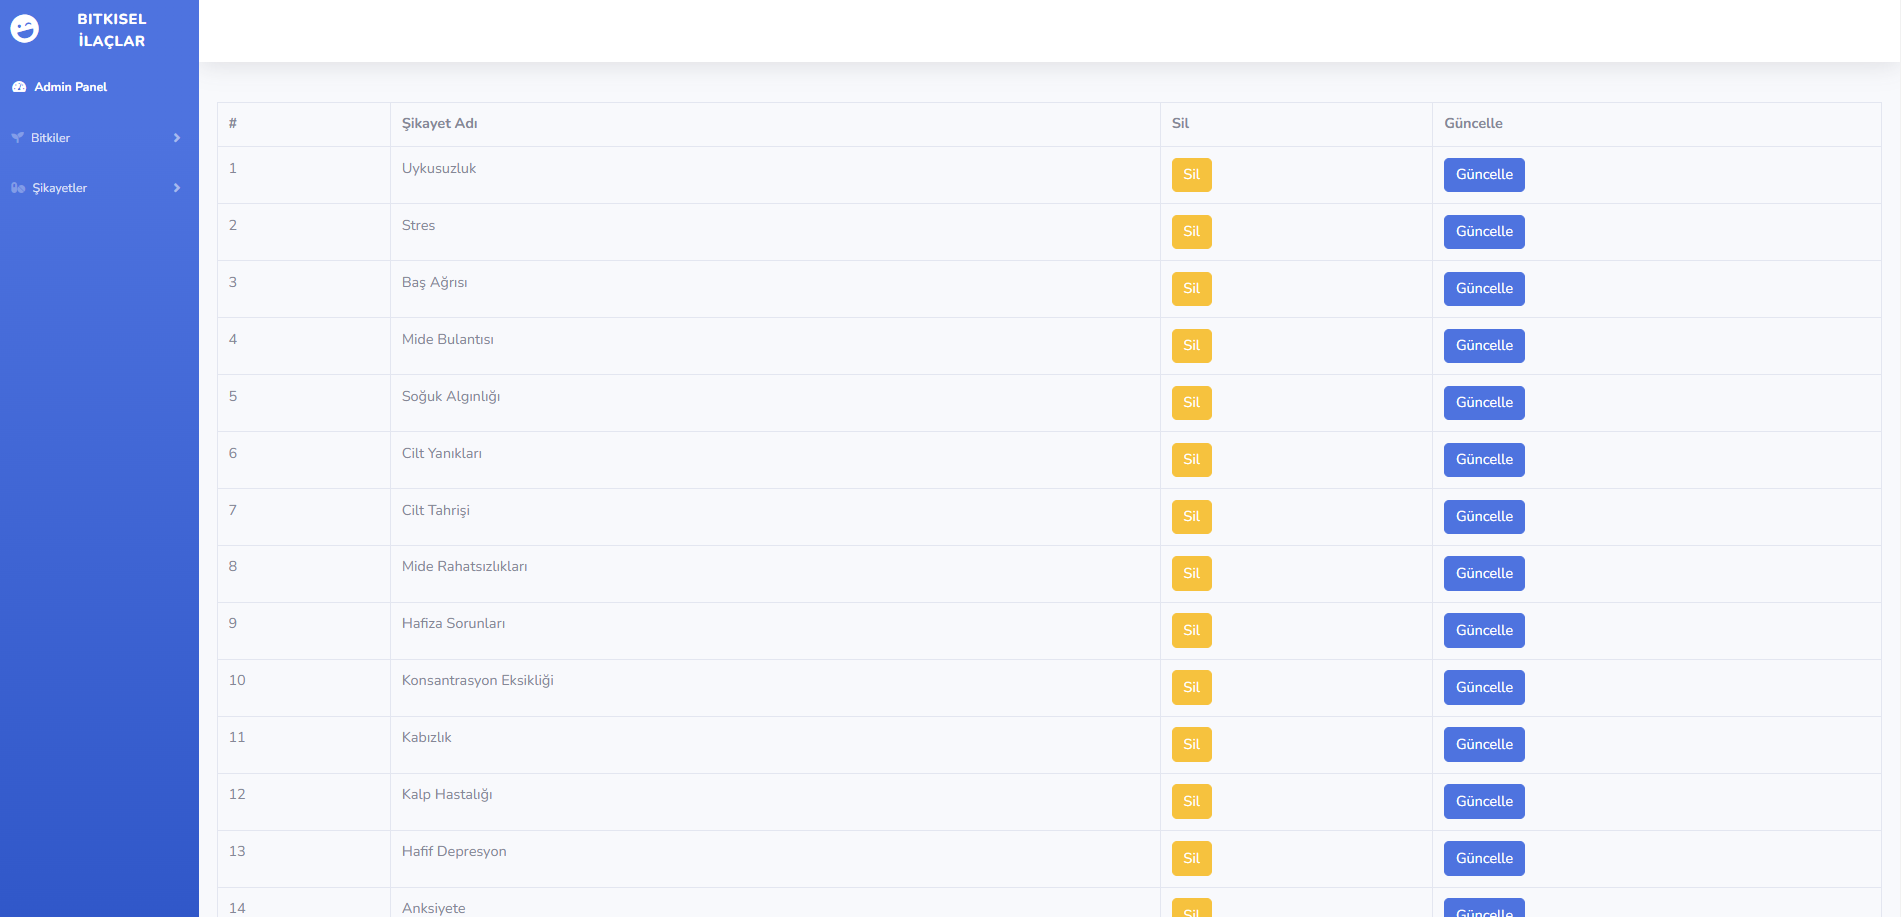 BITKISEL
İLAÇLAR
Admin Panel
Bitkiler
Şikayetler
# Şikayet Adı Sil Güncelle
1 Uykusuzluk Sil Güncelle
2 Stres Sil Güncelle
3 Baş Ağrısı Sil Güncelle
4 Mide Bulantısı Sil Güncelle
5 Soğuk Algınlığı Sil Güncelle
6 Cilt Yanıkları Sil Güncelle
7 Cilt Tahrişi Sil Güncelle
8 Mide Rahatsızlıkları Sil Güncelle
9 Hafiza Sorunları Sil Güncelle
10 Konsantrasyon Eksikliği Sil Güncelle
11 Kabızlık Sil Güncelle
12 Kalp Hastalığı Sil Güncelle
13 Hafif Depresyon Sil Güncelle
14 Anksiyete Sil Güncelle